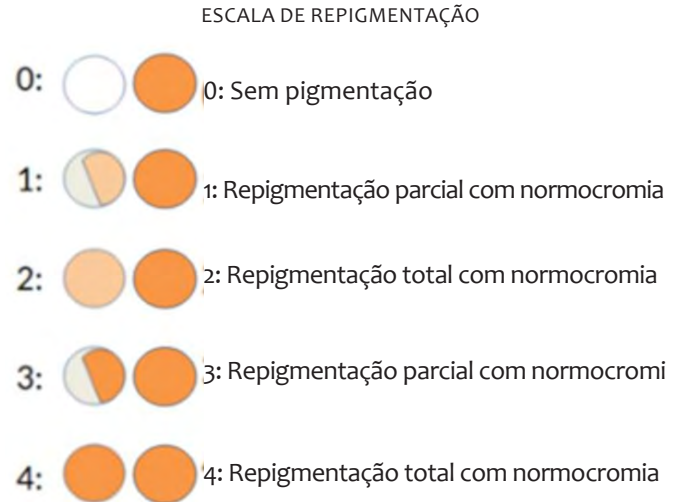 ESCALA DE REPIGMENTAÇÃO
0: 0: Sem pigmentação
1: 1: Repigmentação parcial com normocromia
2: 2: Repigmentação total com normocromia
3: 3: Repigmentação parcial com normocromi
4: 4: Repigmentação total com normocromia